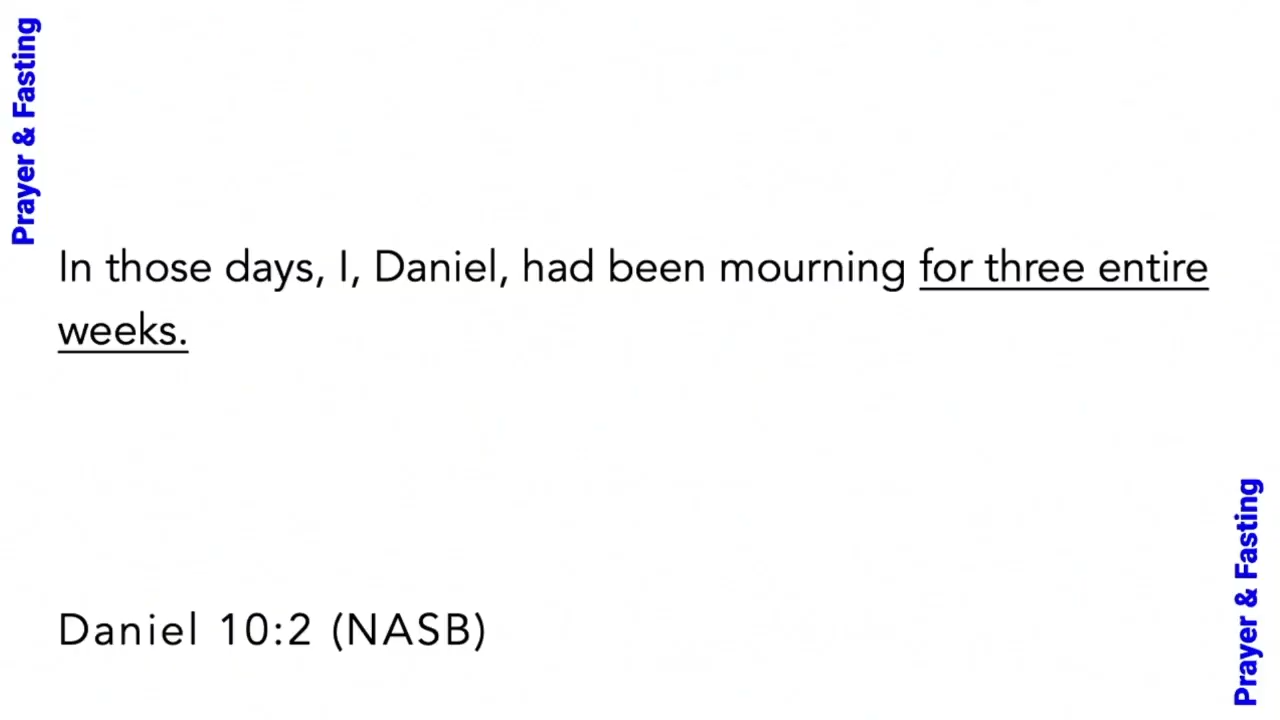 Prayer & Fasting
In those days, I, Daniel, had been mourning for three entire
weeks.
Daniel 10:2 (NASB)
Prayer & Fasting